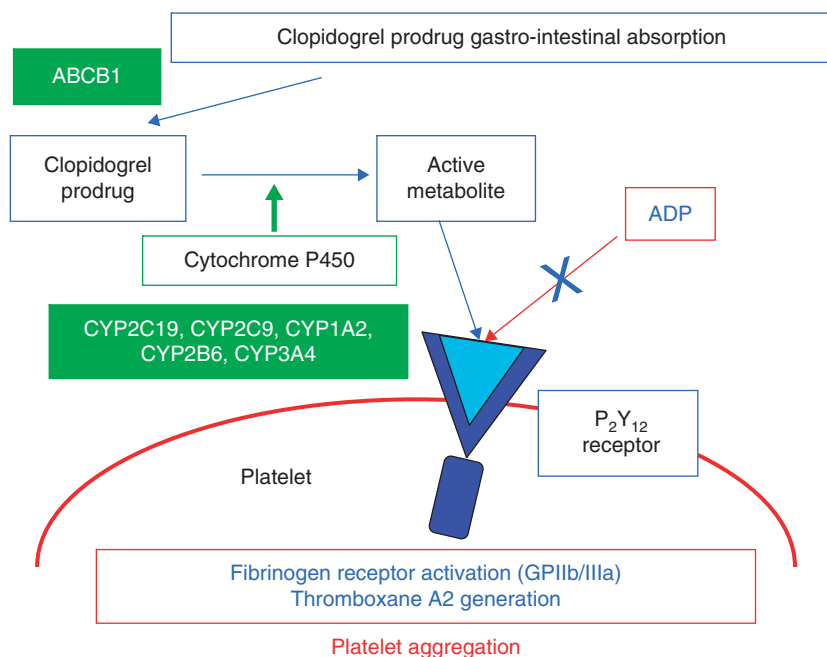 Clopidogrel prodrug gastro-intestinal absorption
ABCB1
Clopidogrel
prodrug
Active
metabolite
ADP
Cytochrome P450
CYP2C19, CYP2C9, CYP1A2,
CYP2B6, CYP3A4
P₂Y₁₂
receptor
Platelet
Fibrinogen receptor activation (GPIIb/IIIa)
Thromboxane A2 generation
Platelet aggregation